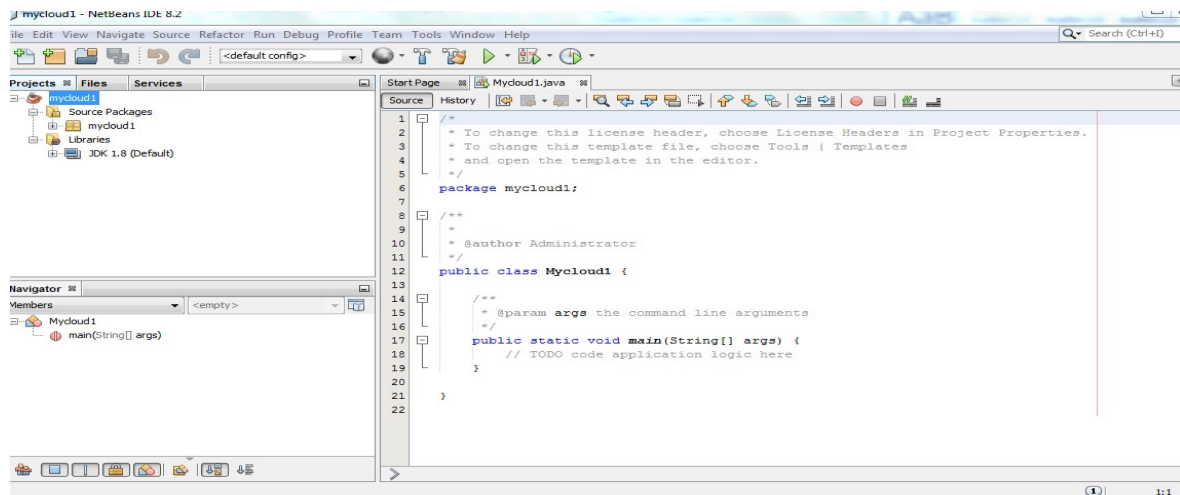 mycloud1 - NetBeans IDE 8.2
ile Edit View Navigate Source Refactor Run Debug Profile Team Tools Window Help
Search (Ctrl+I)
<default config>
Projects Files Services
Start Page Mycloud1.java
mycloud1
Source Packages
mycloud1
Libraries
JDK 1.8 (Default)
Source History
1 /*
2 * To change this license header, choose License Headers in Project Properties.
3 * To change this template file, choose Tools | Templates
4 * and open the template in the editor.
5 */
6 package mycloud1;
7
8 /**
9 *
10 * @author Administrator
11 */
12 public class Mycloud1 {
13
14 /**
15 * @param args the command line arguments
16 */
17 public static void main(String[] args) {
18 // TODO code application logic here
19 }
20
21 }
22
Navigator
Members <empty>
Mycloud1
main(String[] args)
1 1:1